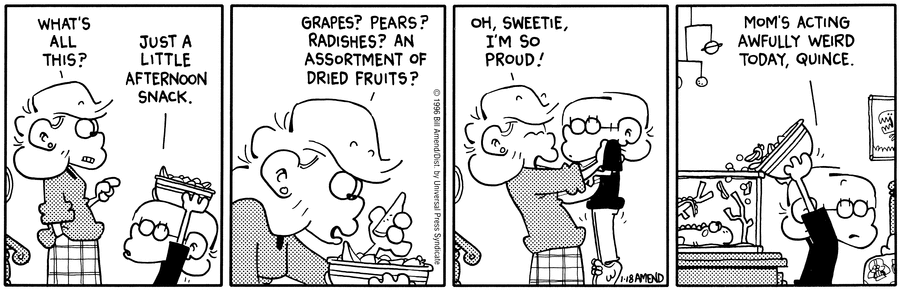 WHAT'S
ALL
THIS?
JUST A
LITTLE
AFTERNOON
SNACK.
GRAPES? PEARS?
RADISHES? AN
ASSORTMENT OF
DRIED FRUITS?
© 1996 Bill Amend/Dist. by Universal Press Syndicate
OH, SWEETIE,
I'M SO
PROUD!
1·18 AMEND
MOM'S ACTING
AWFULLY WEIRD
TODAY, QUINCE.